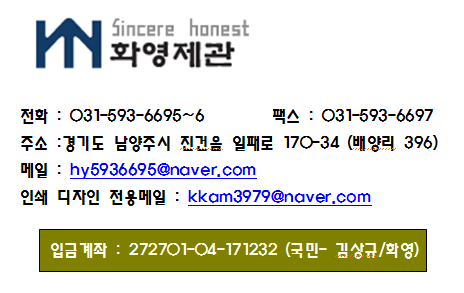 Sincere honest
화영제관
전화 : 031-593-6695~6 팩스 : 031-593-6697
주소 :경기도 남양주시 진건읍 일패로 170-34 (배양리 396)
메일 : hy5936695@naver.com
인쇄 디자인 전용메일 : kkam3979@naver.com
입금계좌 : 272701-04-171232 (국민- 김상규/화영)